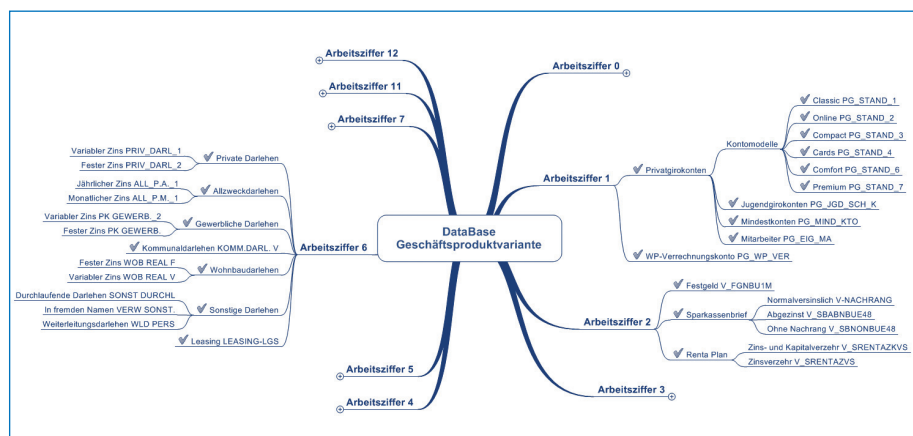 DataBase
Geschäftsproduktvariante
Arbeitsziffer 0
Arbeitsziffer 1
Privatgirokonten
Kontomodelle
Classic PG_STAND_1
Online PG_STAND_2
Compact PG_STAND_3
Cards PG_STAND_4
Comfort PG_STAND_6
Premium PG_STAND_7
Jugendgirokonten PG_JGD_SCH_K
Mindestkonten PG_MIND_KTO
Mitarbeiter PG_EIG_MA
WP-Verrechnungskonto PG_WP_VER
Arbeitsziffer 2
Festgeld V_FGNBU1M
Sparkassenbrief
Normalversinslich V-NACHRANG
Abgezinst V_SBABNBUE48
Ohne Nachrang V_SBNONBUE48
Renta Plan
Zins- und Kapitalverzehr V_SRENTAZKVS
Zinsverzehr V_SRENTAZVS
Arbeitsziffer 3
Arbeitsziffer 4
Arbeitsziffer 5
Arbeitsziffer 6
Private Darlehen
Variabler Zins PRIV_DARL_1
Fester Zins PRIV_DARL_2
Allzweckdarlehen
Jährlicher Zins ALL_P.A._1
Monatlicher Zins ALL_P.M._1
Gewerbliche Darlehen
Variabler Zins PK GEWERB._2
Fester Zins PK GEWERB.
Kommunaldarlehen KOMM.DARL. V
Wohnbaudarlehen
Fester Zins WOB REAL F
Variabler Zins WOB REAL V
Sonstige Darlehen
Durchlaufende Darlehen SONST DURCHL
In fremden Namen VERW SONST.
Weiterleitungsdarlehen WLD PERS
Leasing LEASING-LGS
Arbeitsziffer 7
Arbeitsziffer 11
Arbeitsziffer 12